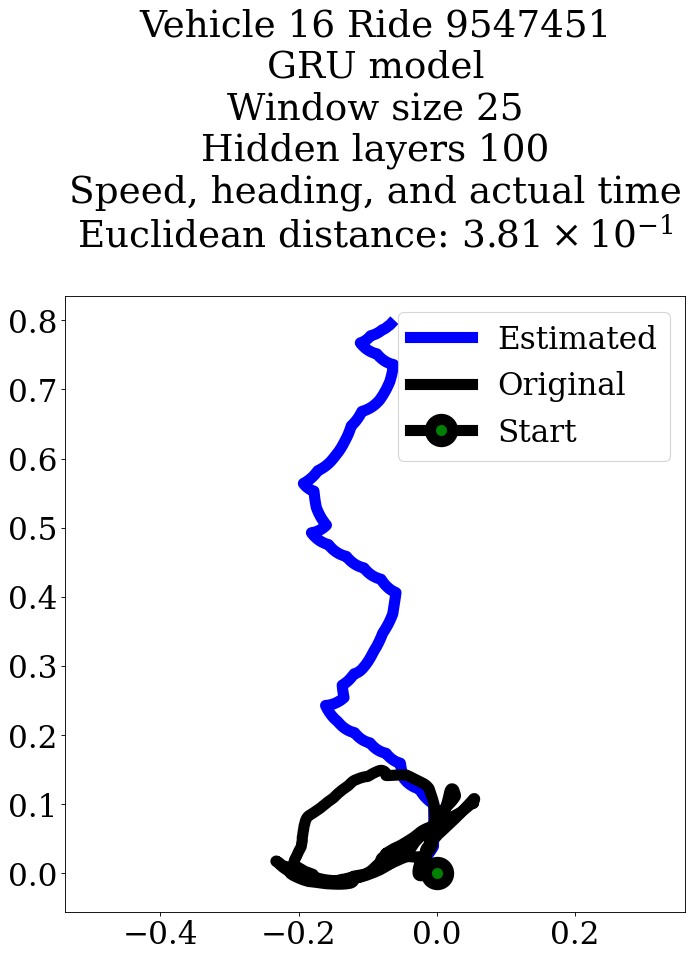 Vehicle 16 Ride 9547451
GRU model
Window size 25
Hidden layers 100
Speed, heading, and actual time
Euclidean distance: 3.81 × 10⁻¹
Estimated
Original
Start
0.8
0.7
0.6
0.5
0.4
0.3
0.2
0.1
0.0
−0.4 −0.2 0.0 0.2